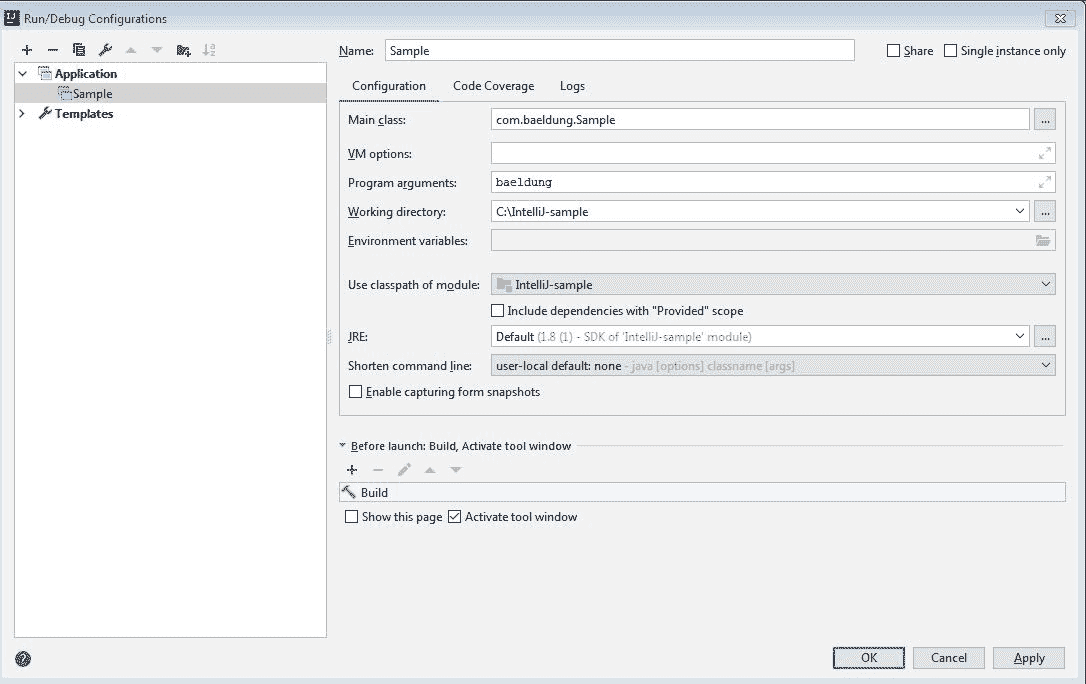 Run/Debug Configurations
Application
Sample
Templates
Name: Sample
Share Single instance only
Configuration Code Coverage Logs
Main class: com.baeldung.Sample ...
VM options:
Program arguments: baeldung
Working directory: C:\IntelliJ-sample ...
Environment variables:
Use classpath of module: IntelliJ-sample
Include dependencies with "Provided" scope
JRE: Default (1.8 (1) - SDK of 'IntelliJ-sample' module) ...
Shorten command line: user-local default: none - java [options] classname [args]
Enable capturing form snapshots
Before launch: Build, Activate tool window
Build
Show this page Activate tool window
OK Cancel Apply